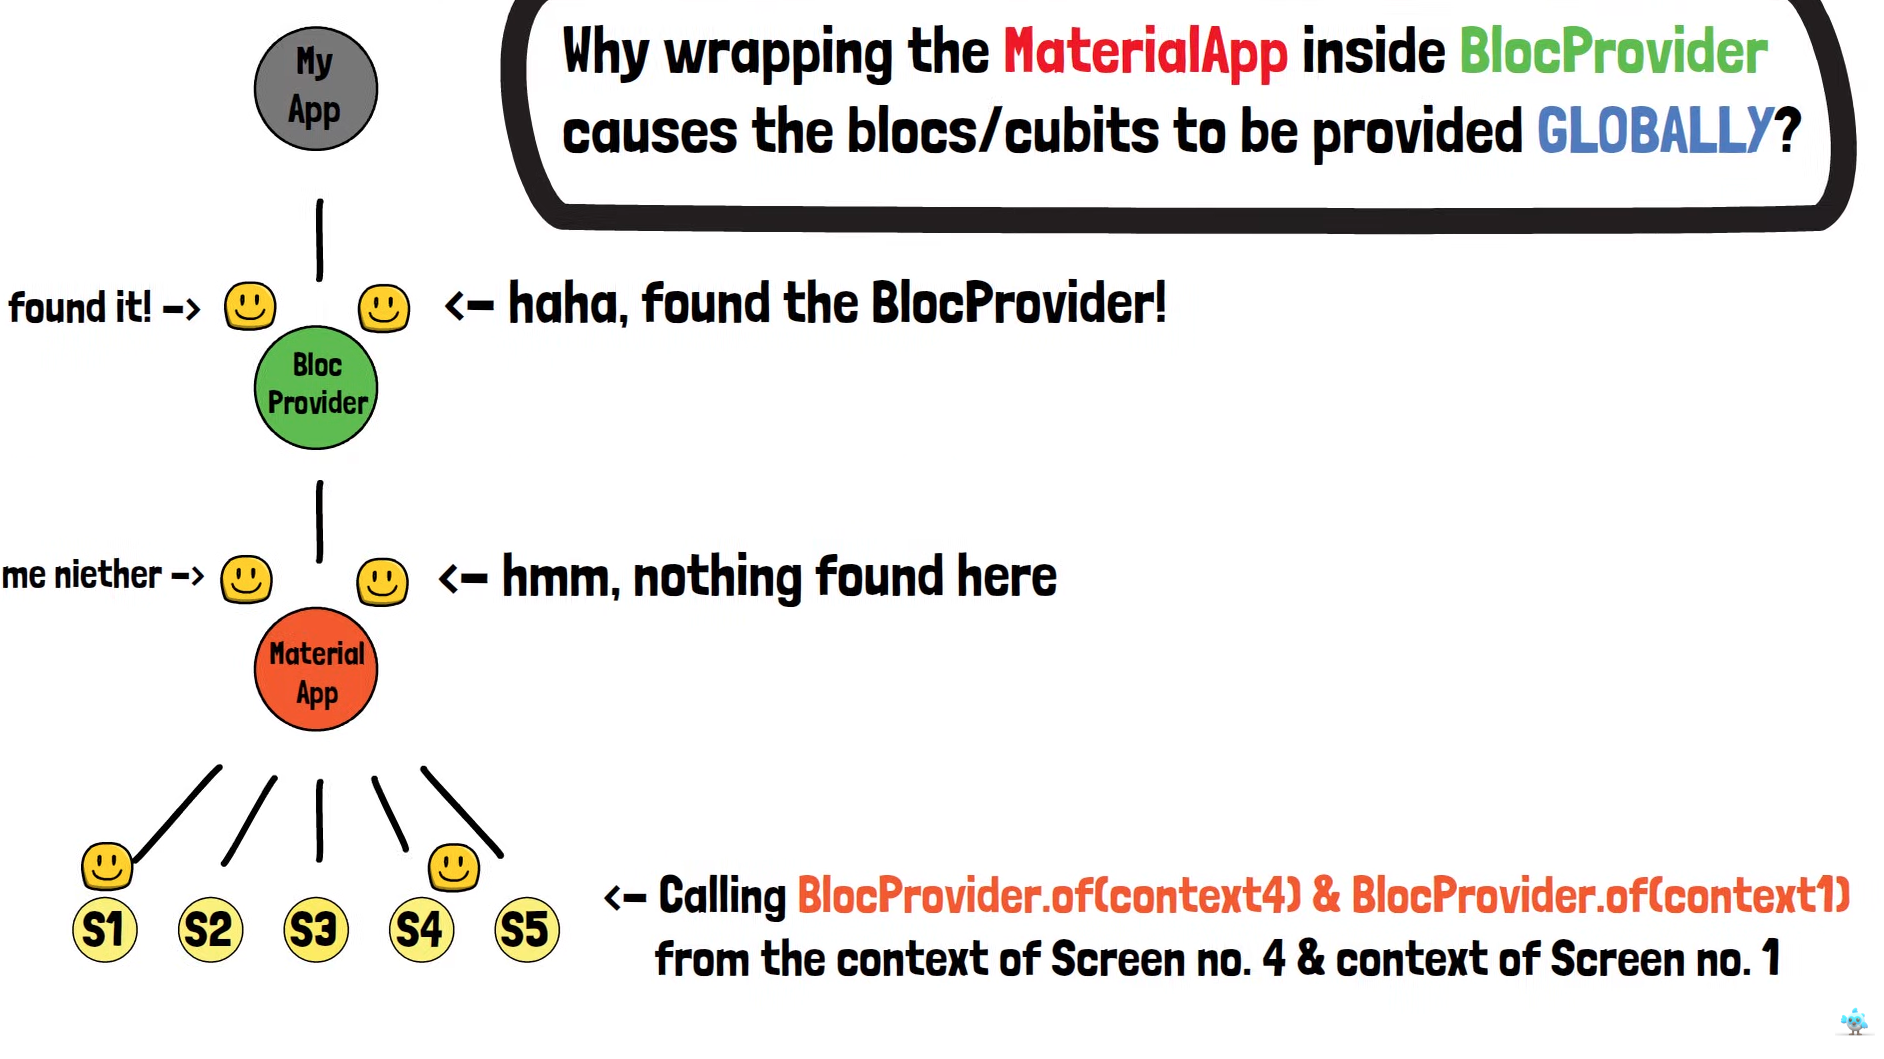 My
App
Why wrapping the MaterialApp inside BlocProvider
causes the blocs/cubits to be provided GLOBALLY?
found it! –>
<– haha, found the BlocProvider!
Bloc
Provider
me niether –>
<– hmm, nothing found here
Material
App
S1 S2 S3 S4 S5
<– Calling BlocProvider.of(context4) & BlocProvider.of(context1)
from the context of Screen no. 4 & context of Screen no. 1